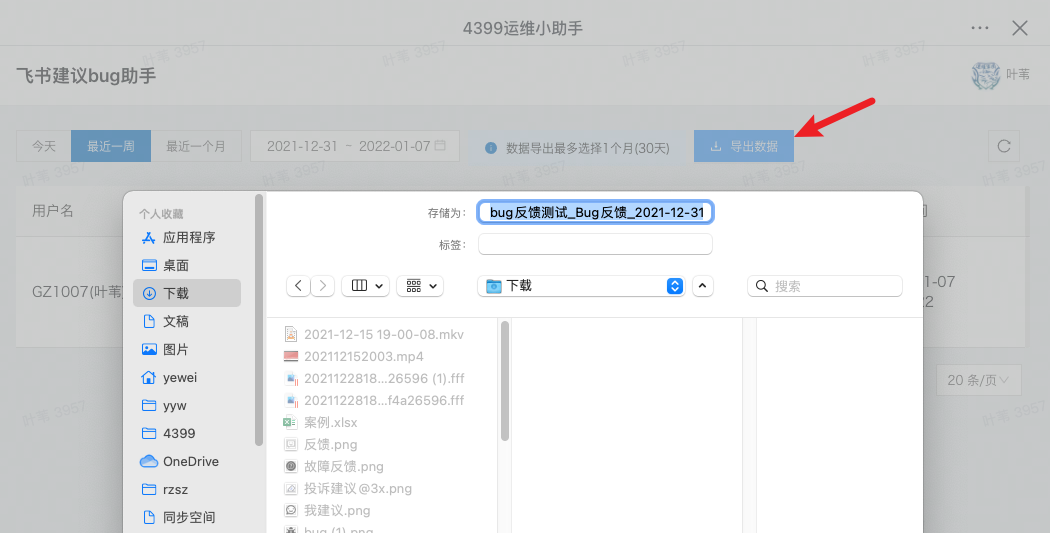 4399运维小助手
飞书建议bug助手
叶苇
今天
最近一周
最近一个月
2021-12-31 ~ 2022-01-07
数据导出最多选择1个月(30天)
导出数据
用户名
GZ1007(叶苇
1-07
20 条/页
个人收藏
应用程序
桌面
下载
文稿
图片
yewei
yyw
4399
OneDrive
rzsz
同步空间
存储为：
bug反馈测试_Bug反馈_2021-12-31
标签：
下载
搜索
2021-12-15 19-00-08.mkv
202112152003.mp4
2021122818...26596 (1).fff
2021122818...f4a26596.fff
案例.xlsx
反馈.png
故障反馈.png
投诉建议@3x.png
我建议.png
bug (1).png
叶苇 3957